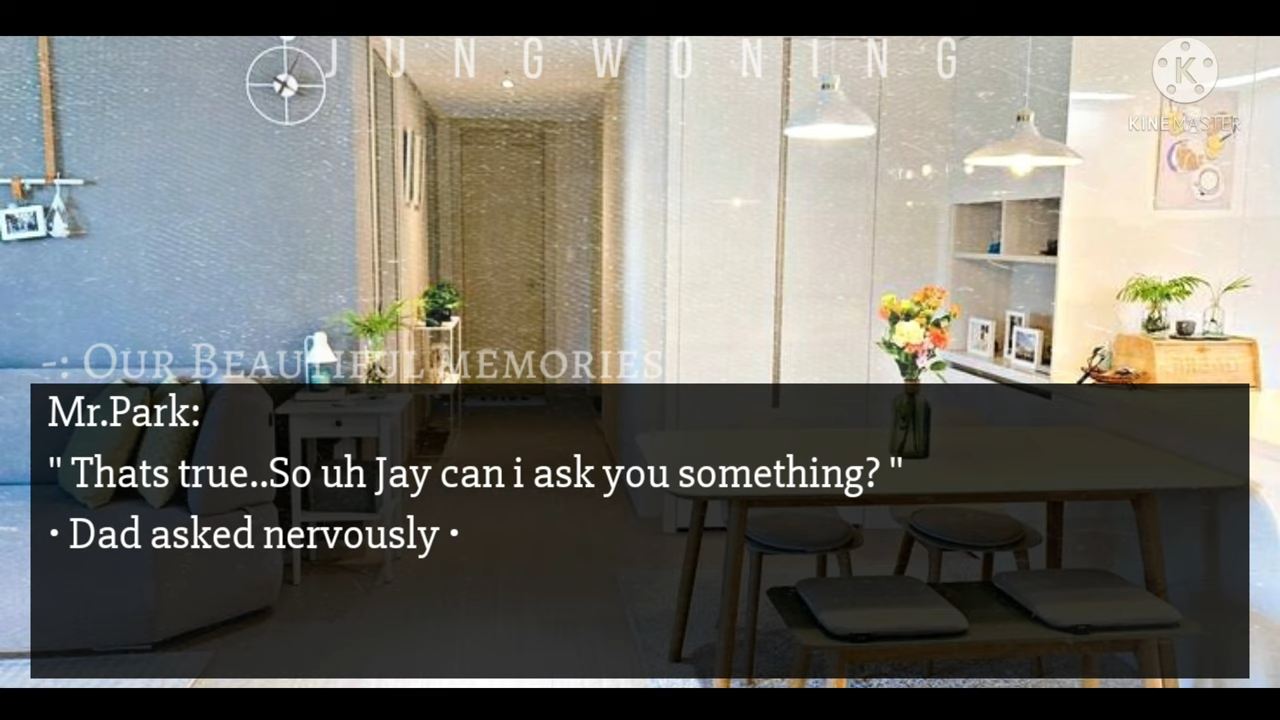 JUNGWONING
KINEMASTER
-: OUR BEAUTIFUL MEMORIES
Mr.Park:
" Thats true..So uh Jay can i ask you something? "
· Dad asked nervously ·